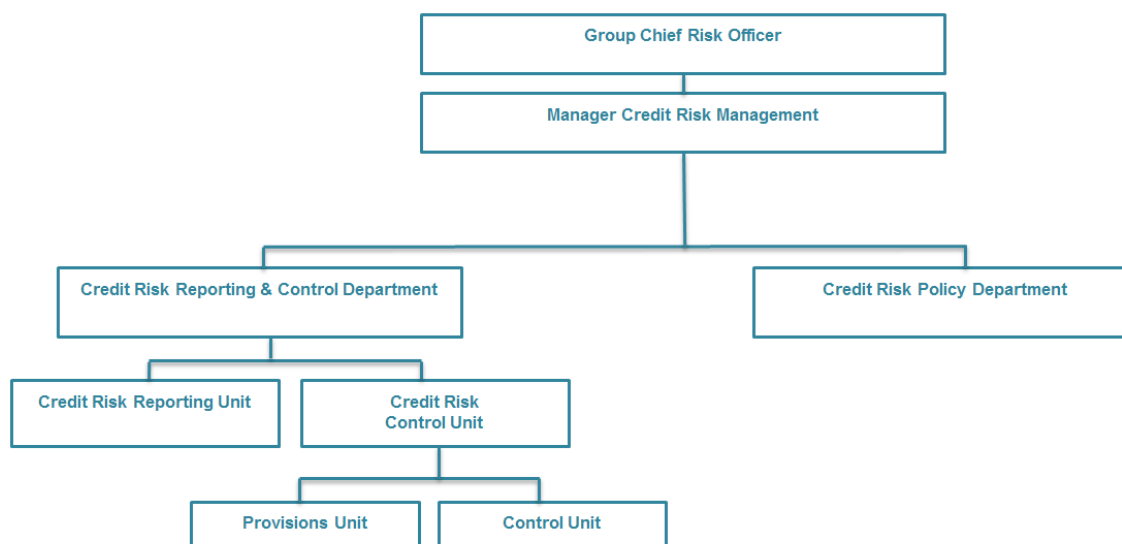 Group Chief Risk Officer
Manager Credit Risk Management
Credit Risk Reporting & Control Department
Credit Risk Policy Department
Credit Risk Reporting Unit
Credit Risk
Control Unit
Provisions Unit
Control Unit